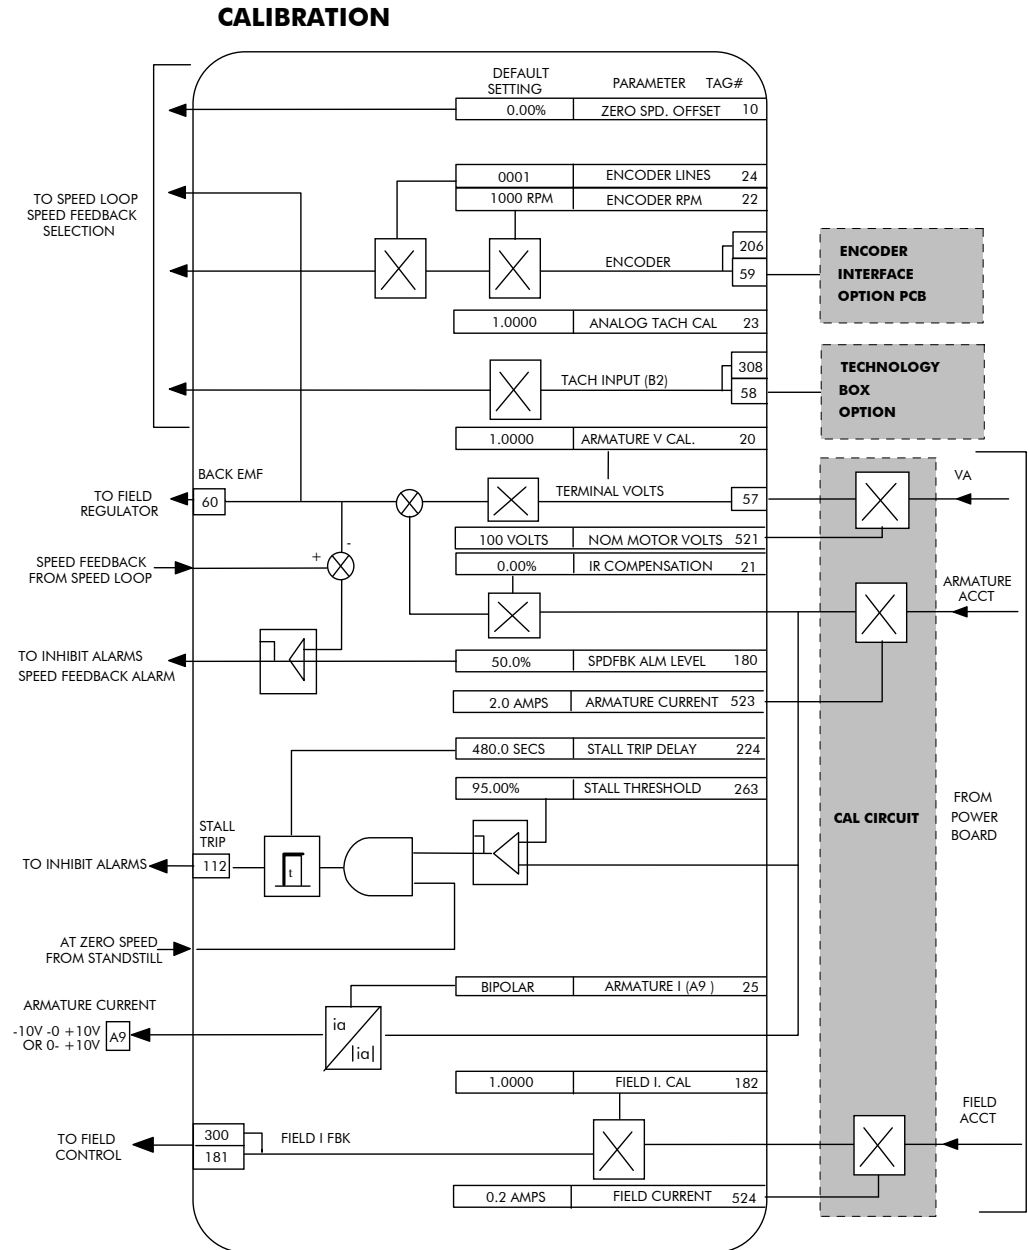 CALIBRATION
DEFAULT
SETTING
PARAMETER TAG#
0.00% ZERO SPD. OFFSET 10
0001 ENCODER LINES 24
1000 RPM ENCODER RPM 22
TO SPEED LOOP
SPEED FEEDBACK
SELECTION
206
ENCODER
59
ENCODER
INTERFACE
OPTION PCB
1.0000 ANALOG TACH CAL 23
308
TACH INPUT (B2)
58
TECHNOLOGY
BOX
OPTION
1.0000 ARMATURE V CAL. 20
BACK EMF
TO FIELD
REGULATOR
60
TERMINAL VOLTS
57
VA
100 VOLTS NOM MOTOR VOLTS 521
-
+
SPEED FEEDBACK
FROM SPEED LOOP
0.00% IR COMPENSATION 21
ARMATURE
ACCT
TO INHIBIT ALARMS
SPEED FEEDBACK ALARM
50.0% SPDFBK ALM LEVEL 180
2.0 AMPS ARMATURE CURRENT 523
480.0 SECS STALL TRIP DELAY 224
95.00% STALL THRESHOLD 263
CAL CIRCUIT
FROM
POWER
BOARD
STALL
TRIP
TO INHIBIT ALARMS
112
t
AT ZERO SPEED
FROM STANDSTILL
BIPOLAR ARMATURE I (A9 ) 25
ARMATURE CURRENT
-10V -0 +10V
OR 0- +10V
A9
ia
|ia|
1.0000 FIELD I. CAL 182
FIELD
ACCT
TO FIELD
CONTROL
300
181
FIELD I FBK
0.2 AMPS FIELD CURRENT 524